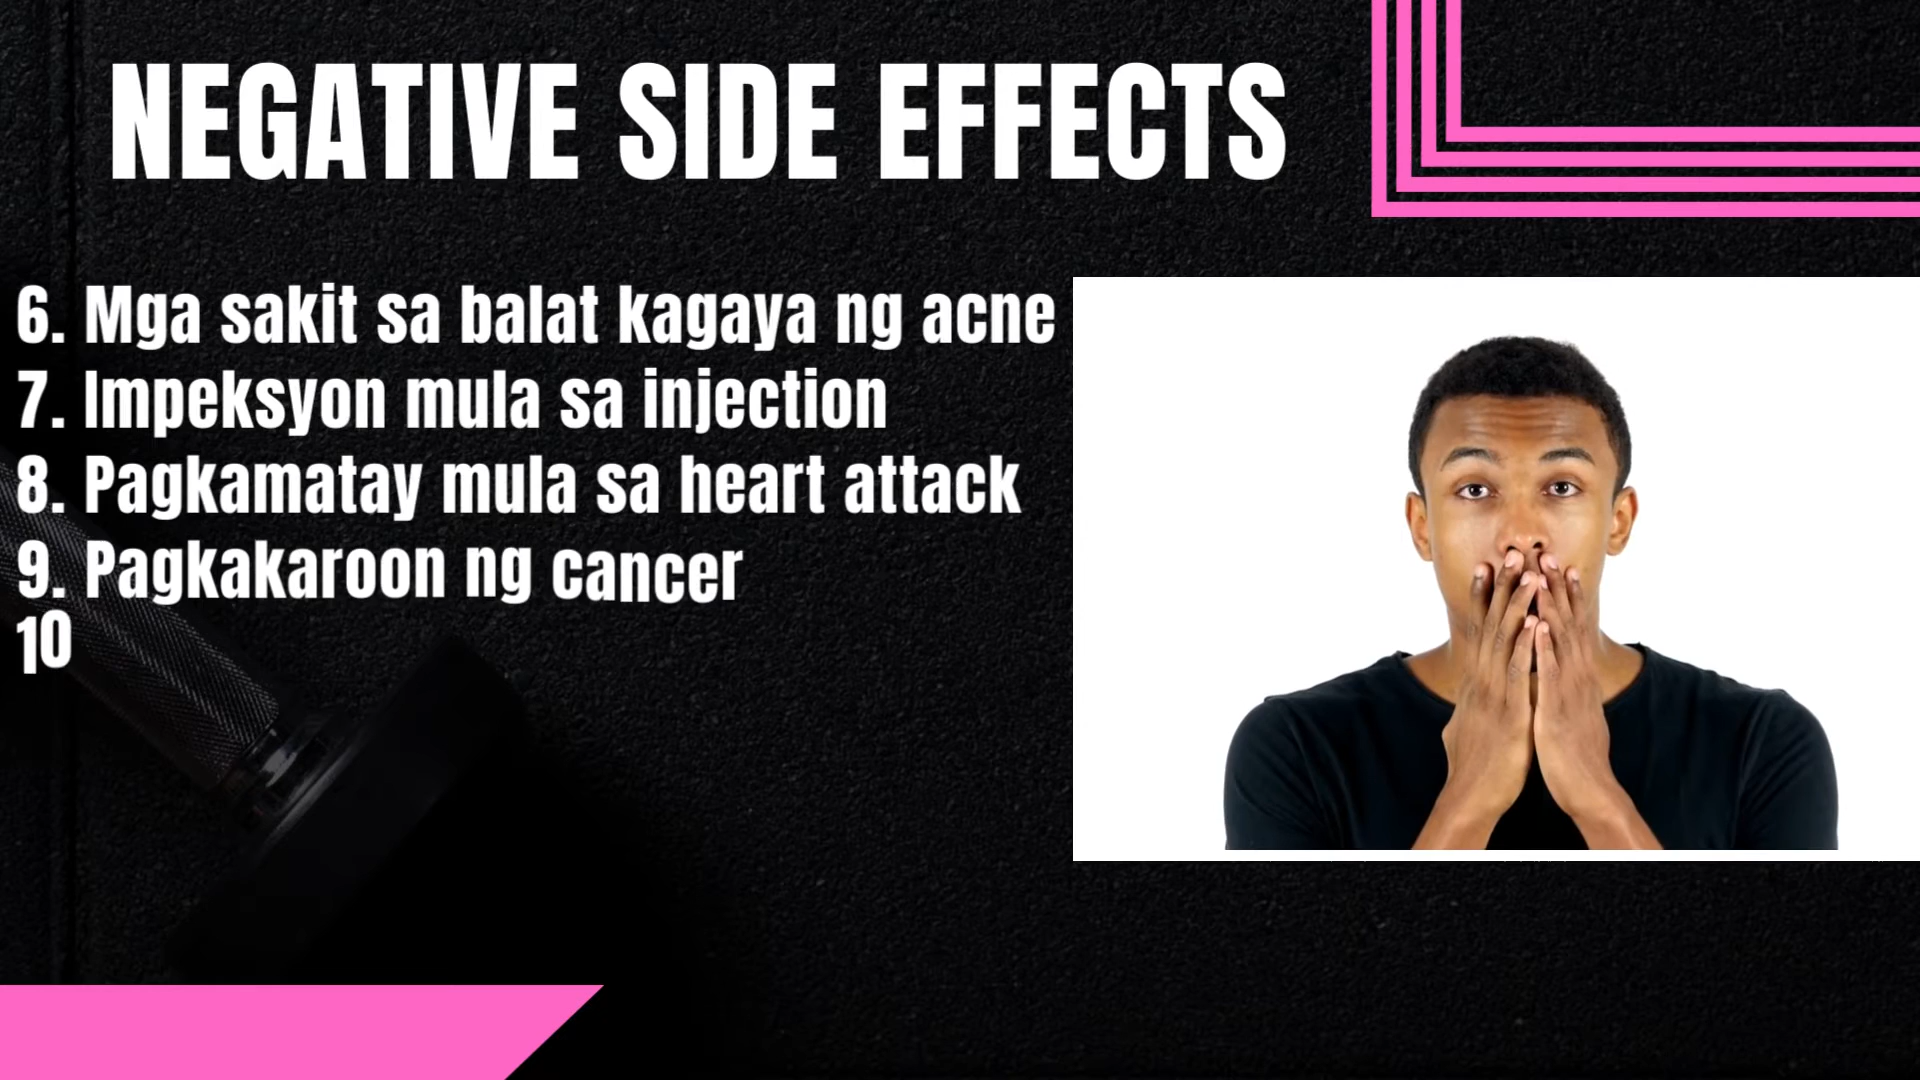 NEGATIVE SIDE EFFECTS
6. Mga sakit sa balat kagaya ng acne
7. Impeksyon mula sa injection
8. Pagkamatay mula sa heart attack
9. Pagkakaroon ng cancer
10